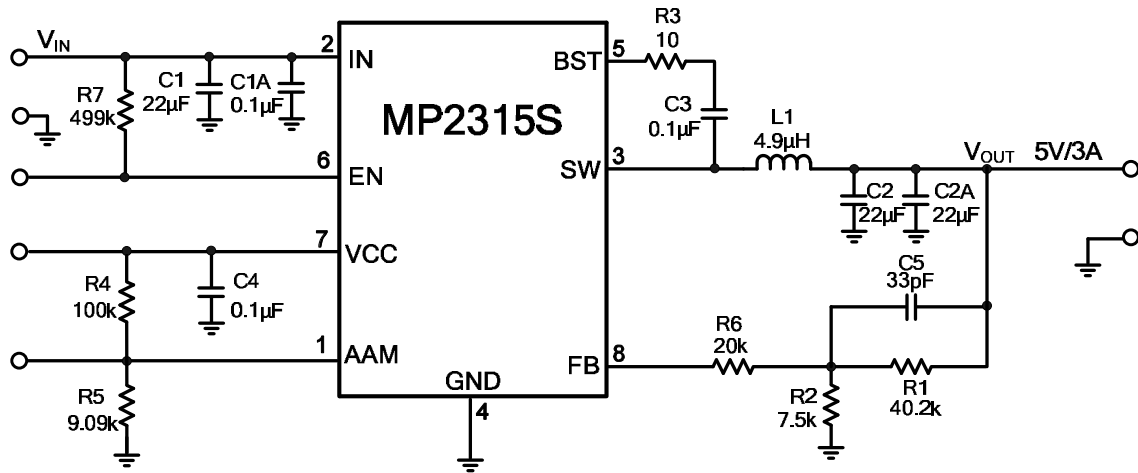 V_IN
R7
499k
C1
22µF
C1A
0.1µF
2
IN
6
EN
7
VCC
R4
100k
C4
0.1µF
1
AAM
R5
9.09k
MP2315S
GND
4
5
BST
R3
10
C3
0.1µF
3
SW
L1
4.9µH
V_OUT 5V/3A
C2
22µF
C2A
22µF
C5
33pF
8
FB
R6
20k
R2
7.5k
R1
40.2k